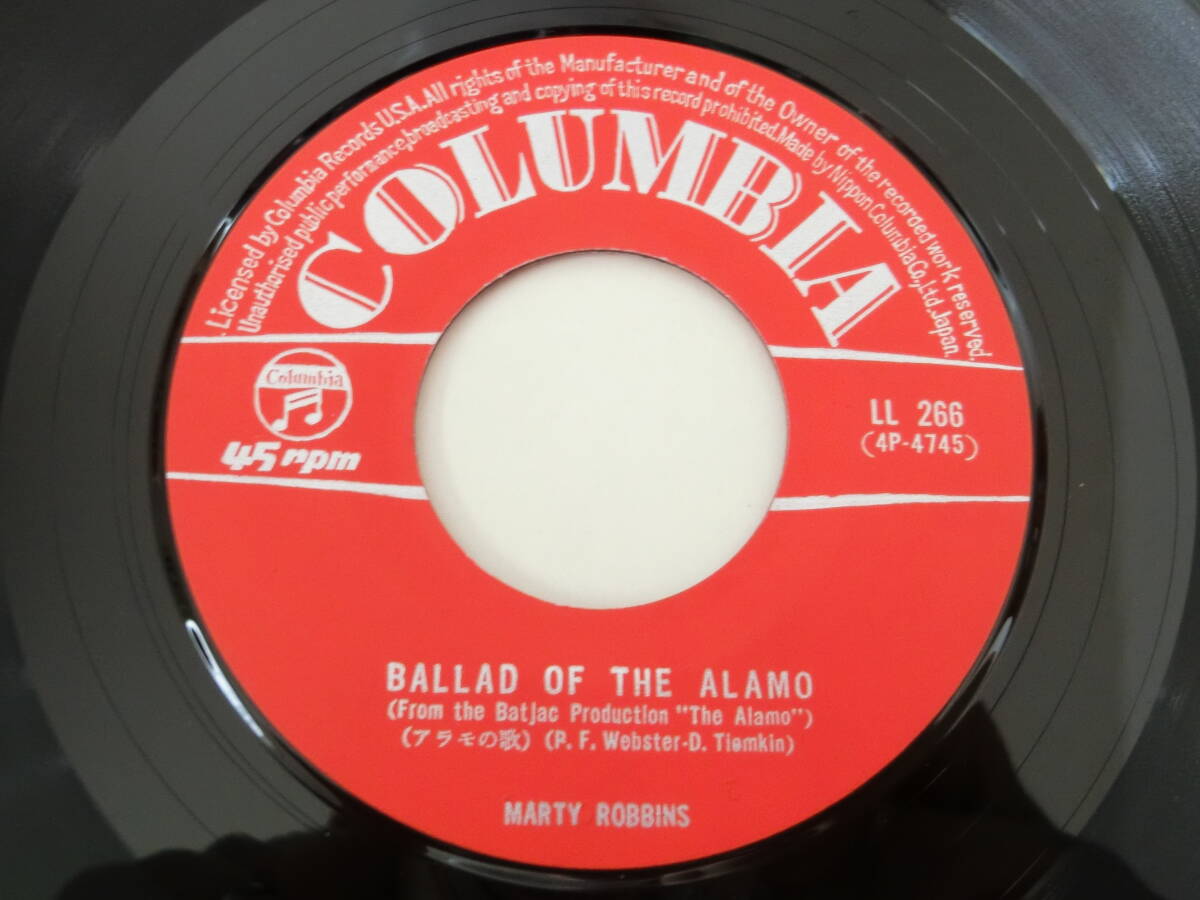 Licensed by Columbia Records U.S.A. All rights of the Manufacturer and of the Owner of the recorded work reserved.
Unauthorised public performance, broadcasting and copying of this record prohibited. Made by Nippon Columbia Co., Ltd. Japan.
COLUMBIA
Columbia
45 rpm
LL 266
(4P-4745)
BALLAD OF THE ALAMO
(From the BatJac Production "The Alamo")
(アラモの歌) (P. F. Webster-D. Tiomkin)
MARTY ROBBINS